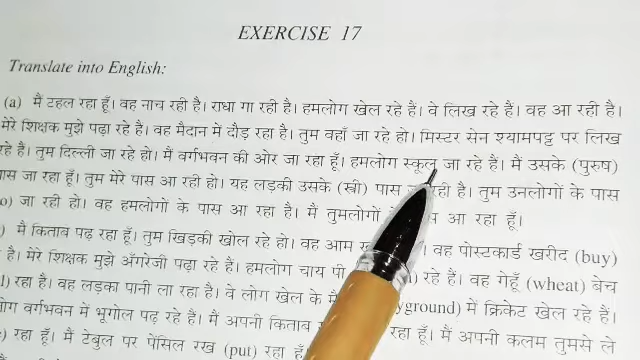 EXERCISE 17
Translate into English:
(a) मैं टहल रहा हूँ। वह नाच रही है। राधा गा रही है। हमलोग खेल रहे हैं। वे लिख रहे हैं। वह आ रही है।
मेरे शिक्षक मुझे पढ़ा रहे हैं। वह मैदान में दौड़ रहा है। तुम वहाँ जा रहे हो। मिस्टर सेन श्यामपट्ट पर लिख
रहे हैं। तुम दिल्ली जा रहे हो। मैं वर्गभवन की ओर जा रहा हूँ। हमलोग स्कूल जा रहे हैं। मैं उसके (पुरुष)
जा रहा हूँ। तुम मेरे पास आ रही हो। यह लड़की उसके (स्त्री) पास रही है। तुम उनलोगों के पास
जा रही हो। वह हमलोगों के पास आ रहा है। मैं तुमलोगों आ रहा हूँ।
मैं किताब पढ़ रहा हूँ। तुम खिड़की खोल रहे हो। वह आम वह पोस्टकार्ड खरीद (buy)
है। मेरे शिक्षक मुझे अँगरेजी पढ़ा रहे हैं। हमलोग चाय पी रहे हैं। वह गेहूँ (wheat) बेच
रहा है। वह लड़का पानी ला रहा है। वे लोग खेल के में क्रिकेट खेल रहे हैं।
वर्गभवन में भूगोल पढ़ रहे हैं। मैं अपनी किताब रहा हूँ। मैं अपनी कलम तुमसे ले
रहा हूँ। मैं टेबुल पर पेंसिल रख (put) रहा